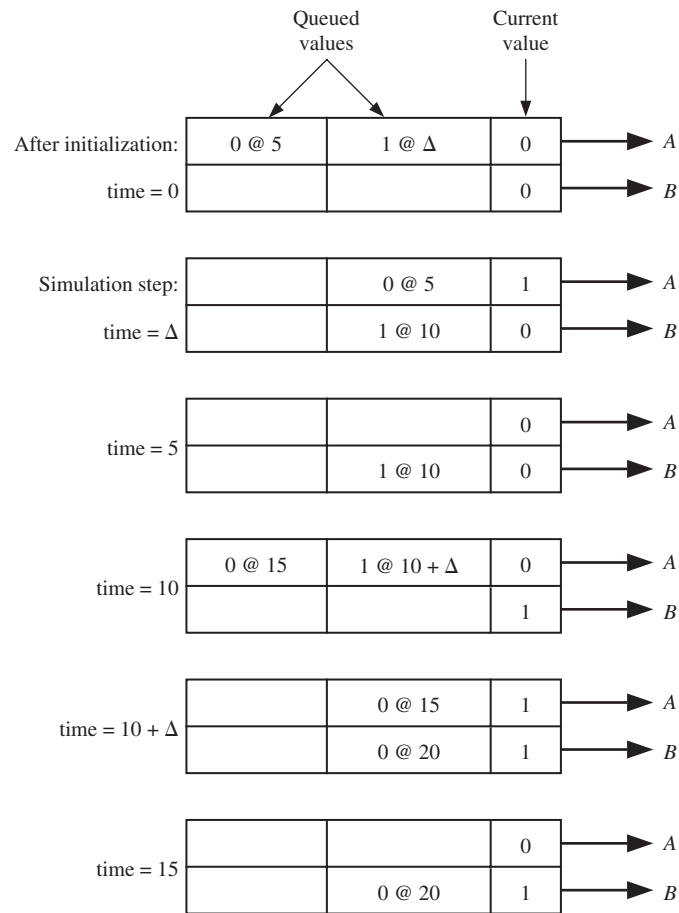 Queued values
Current value
After initialization: 0 @ 5 1 @ Δ 0 A
time = 0 0 B
Simulation step: 0 @ 5 1 A
time = Δ 1 @ 10 0 B
0 A
time = 5
1 @ 10 0 B
0 @ 15 1 @ 10 + Δ 0 A
time = 10
1 B
0 @ 15 1 A
time = 10 + Δ
0 @ 20 1 B
0 A
time = 15
0 @ 20 1 B